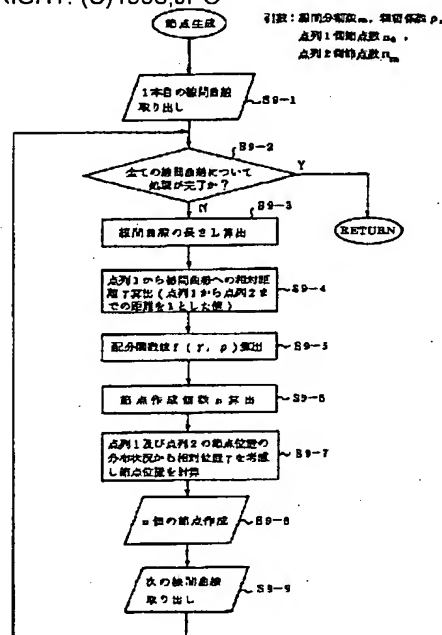 (C)1998,JPO
節点生成
引数：線間分割数m，粗密係数ρ，
点列1側節点数n₀，
点列2側節点数nₘ
1本目の線間曲線
取り出し
S9-1
S9-2
全ての線間曲線について
処理が完了か？
Y
N
RETURN
S9-3
線間曲線の長さL算出
点列1から線間曲線への相対距
離γ算出(点列1から点列2ま
での距離を1とした値)
S9-4
配分関数値f(γ,ρ)算出
S9-5
節点作成個数n算出
S9-6
点列1及び点列2の節点位置の
分布状況から相対位置γを考慮
し節点位置を計算
S9-7
n個の節点作成
S9-8
次の線間曲線
取り出し
S9-9